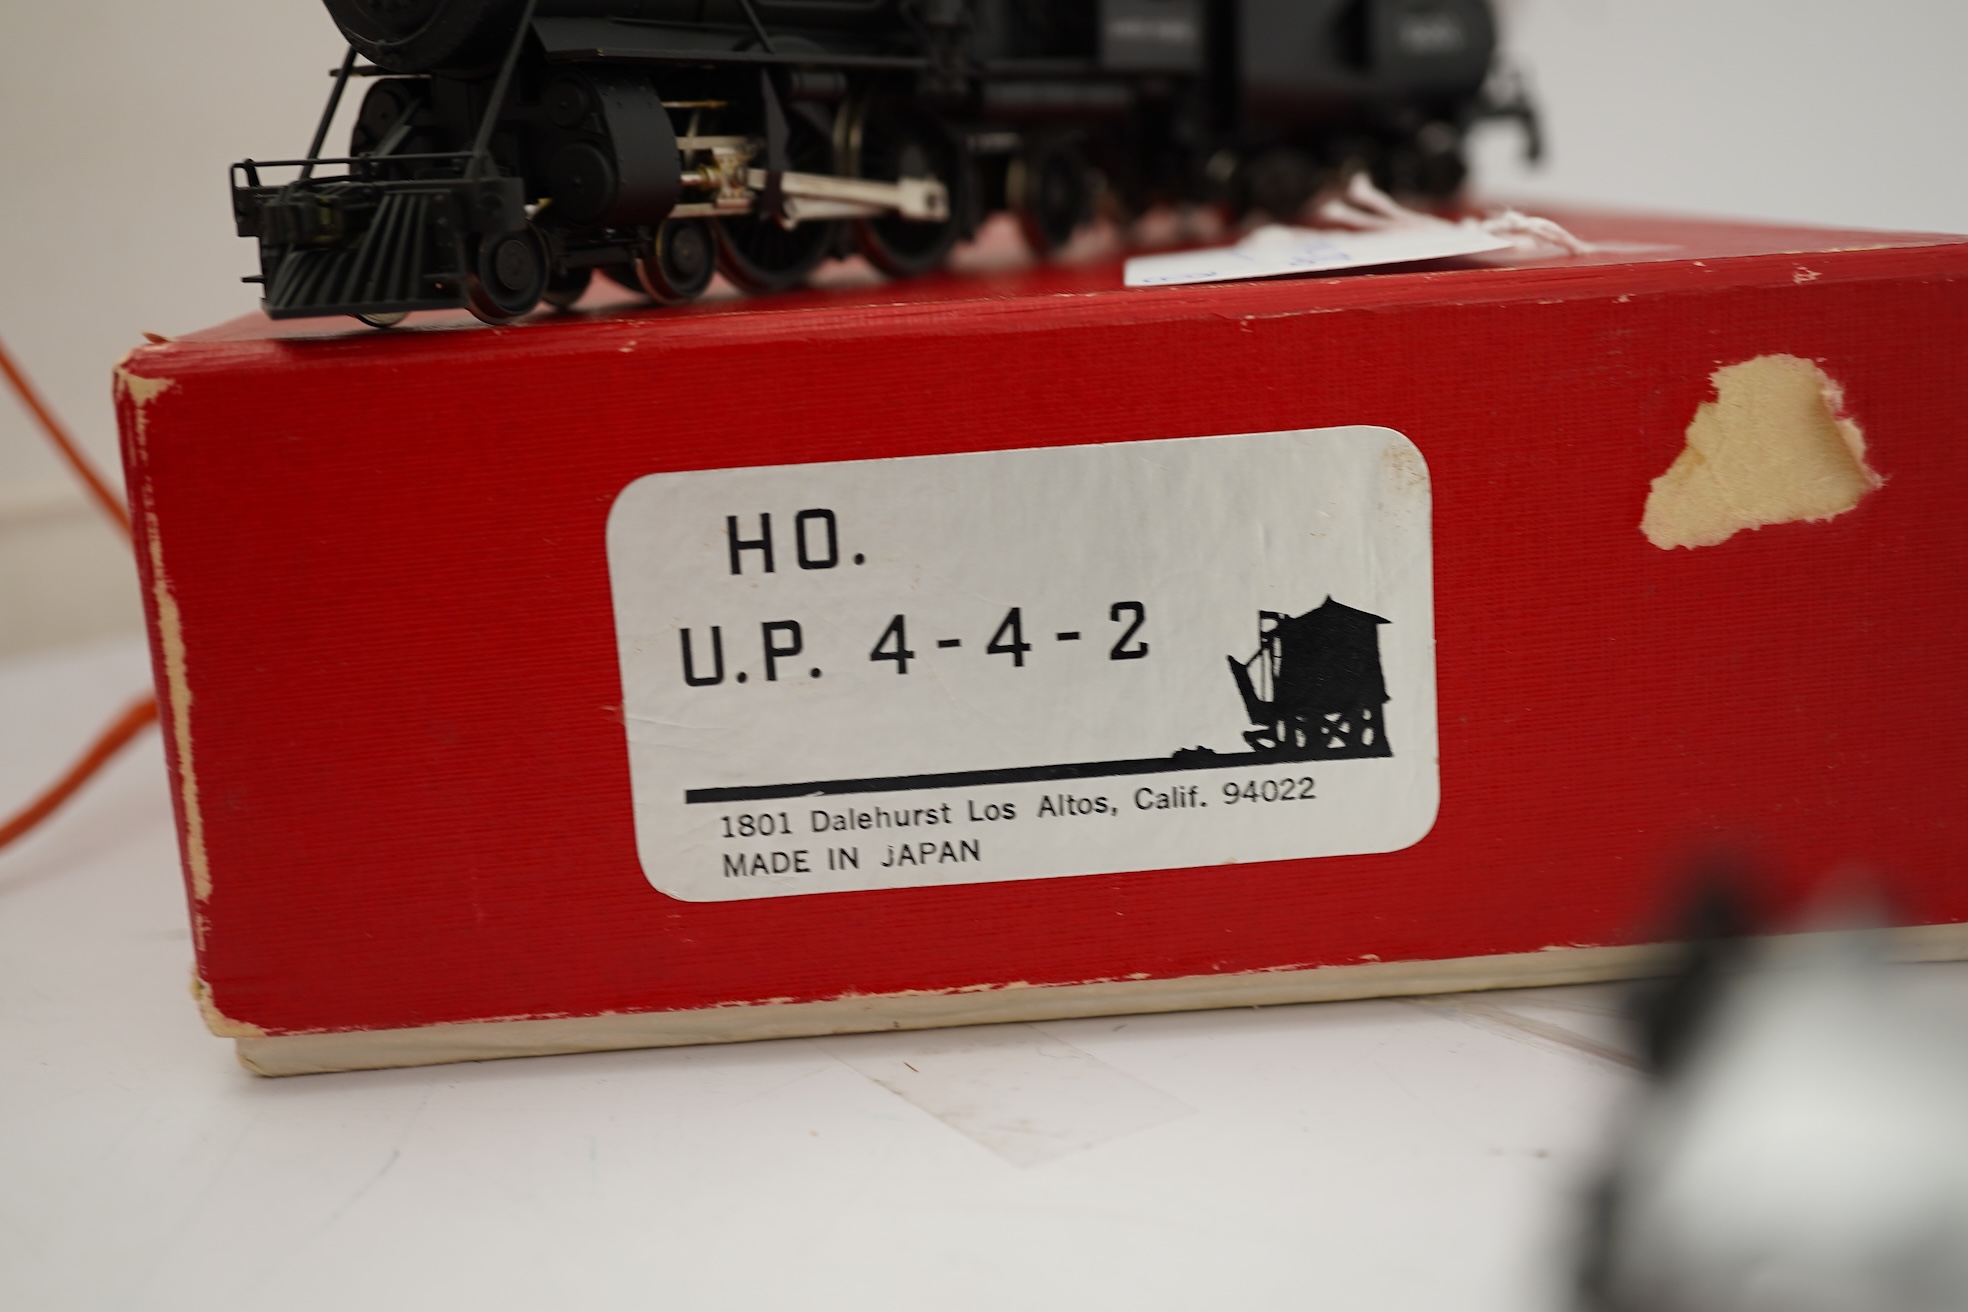 HO.
U.P. 4-4-2
1801 Dalehurst Los Altos, Calif. 94022
MADE IN JAPAN